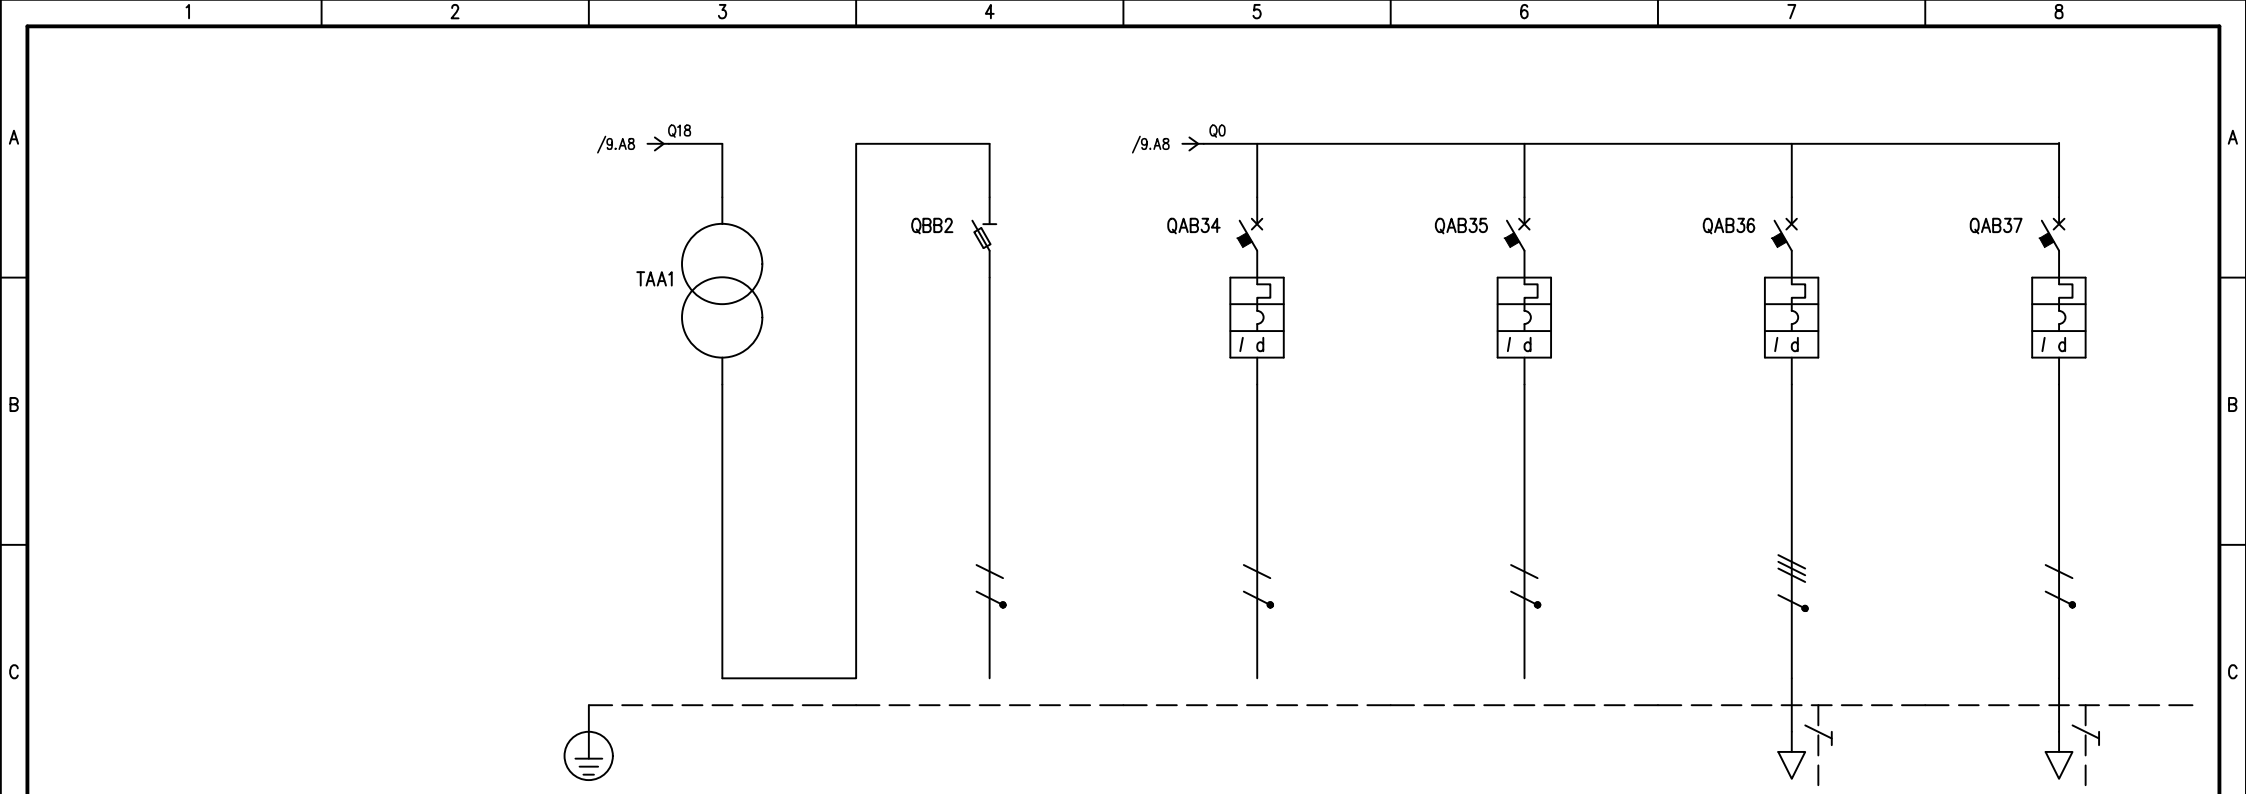 1 2 3 4 5 6 7 8
A A
/9.A8 Q18 /9.A8 Q0
QBB2 QAB34 QAB35 QAB36 QAB37
TAA1
I d I d I d I d
B B
C C